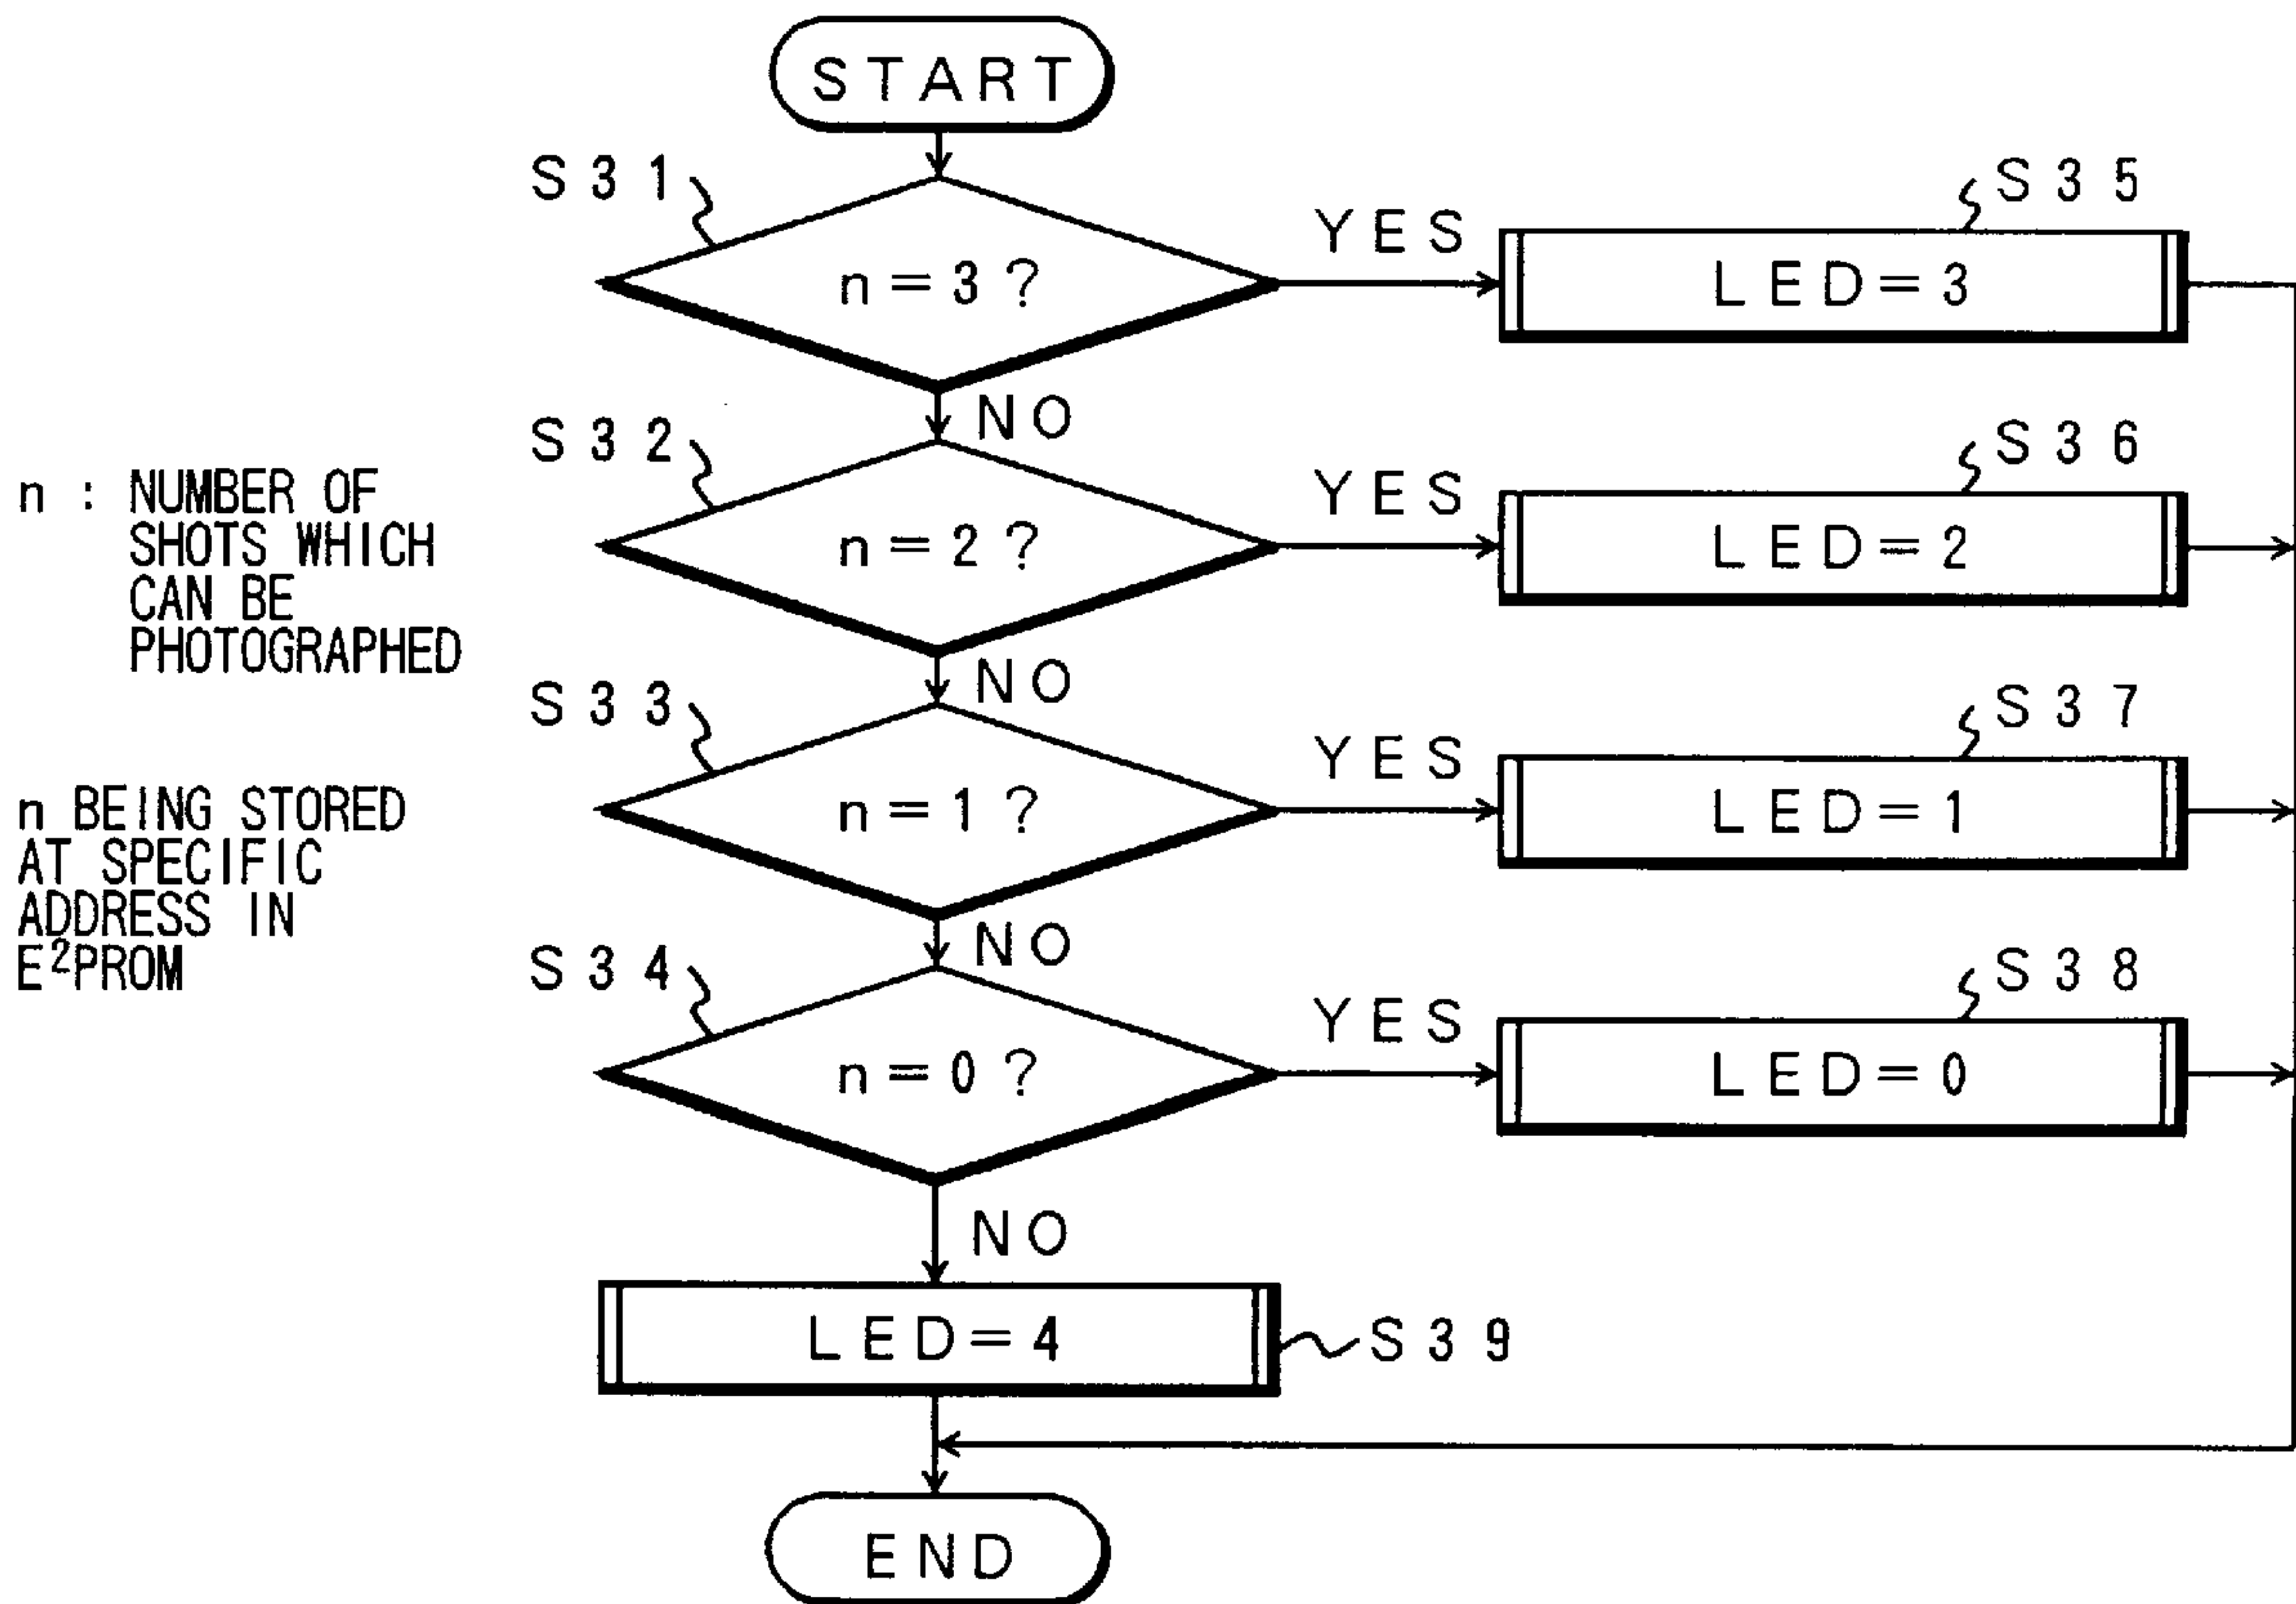 START
S31
n=3?
YES
S35
LED=3
NO
S32
n=2?
YES
S36
LED=2
n : NUMBER OF
SHOTS WHICH
CAN BE
PHOTOGRAPHED
NO
S33
n=1?
YES
S37
LED=1
n BEING STORED
AT SPECIFIC
ADDRESS IN
E²PROM
NO
S34
n=0?
YES
S38
LED=0
NO
LED=4
S39
END